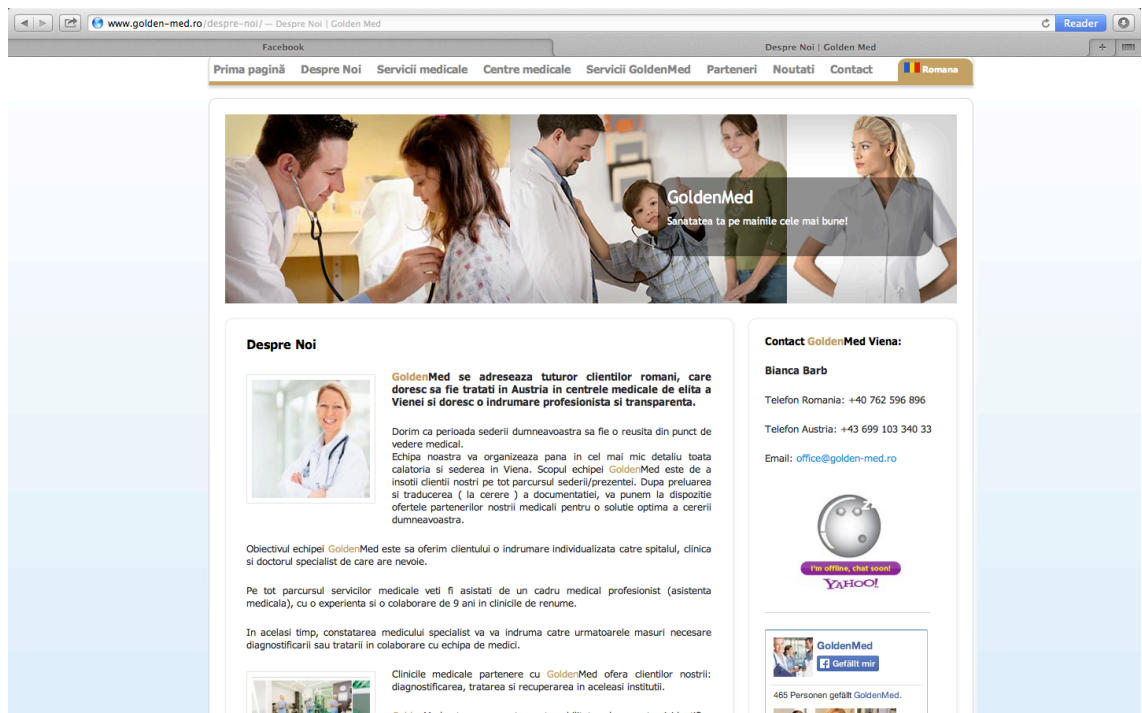 www.golden-med.ro/despre-noi/ — Despre Noi | Golden Med
Reader
Facebook
Despre Noi | Golden Med
Prima pagină Despre Noi Servicii medicale Centre medicale Servicii GoldenMed Parteneri Noutati Contact Romana
GoldenMed
Sanatatea ta pe mainile cele mai bune!
Despre Noi
GoldenMed se adreseaza tuturor clientilor romani, care
doresc sa fie tratati in Austria in centrele medicale de elita a
Vienei si doresc o indrumare profesionista si transparenta.
Dorim ca perioada sederii dumneavoastra sa fie o reusita din punct de
vedere medical.
Echipa noastra va organizeaza pana in cel mai mic detaliu toata
calatoria si sederea in Viena. Scopul echipei GoldenMed este de a
insotii clientii nostri pe tot parcursul sederii/prezentei. Dupa preluarea
si traducerea ( la cerere ) a documentatiei, va punem la dispozitie
ofertele partenerilor nostrii medicali pentru o solutie optima a cererii
dumneavoastra.
Obiectivul echipei GoldenMed este sa oferim clientului o indrumare individualizata catre spitalul, clinica
si doctorul specialist de care are nevoie.
Pe tot parcursul servicilor medicale veti fi asistati de un cadru medical profesionist (asistenta
medicala), cu o experienta si o colaborare de 9 ani in clinicile de renume.
In acelasi timp, constatarea medicului specialist va va indruma catre urmatoarele masuri necesare
diagnostificarii sau tratarii in colaborare cu echipa de medici.
Clinicile medicale partenere cu GoldenMed ofera clientilor nostrii:
diagnostificarea, tratarea si recuperarea in aceleasi institutii.
Contact GoldenMed Viena:
Bianca Barb
Telefon Romania: +40 762 596 896
Telefon Austria: +43 699 103 340 33
Email: office@golden-med.ro
I'm offline, chat soon!
YAHOO!
GoldenMed
Gefällt mir
465 Personen gefällt GoldenMed.